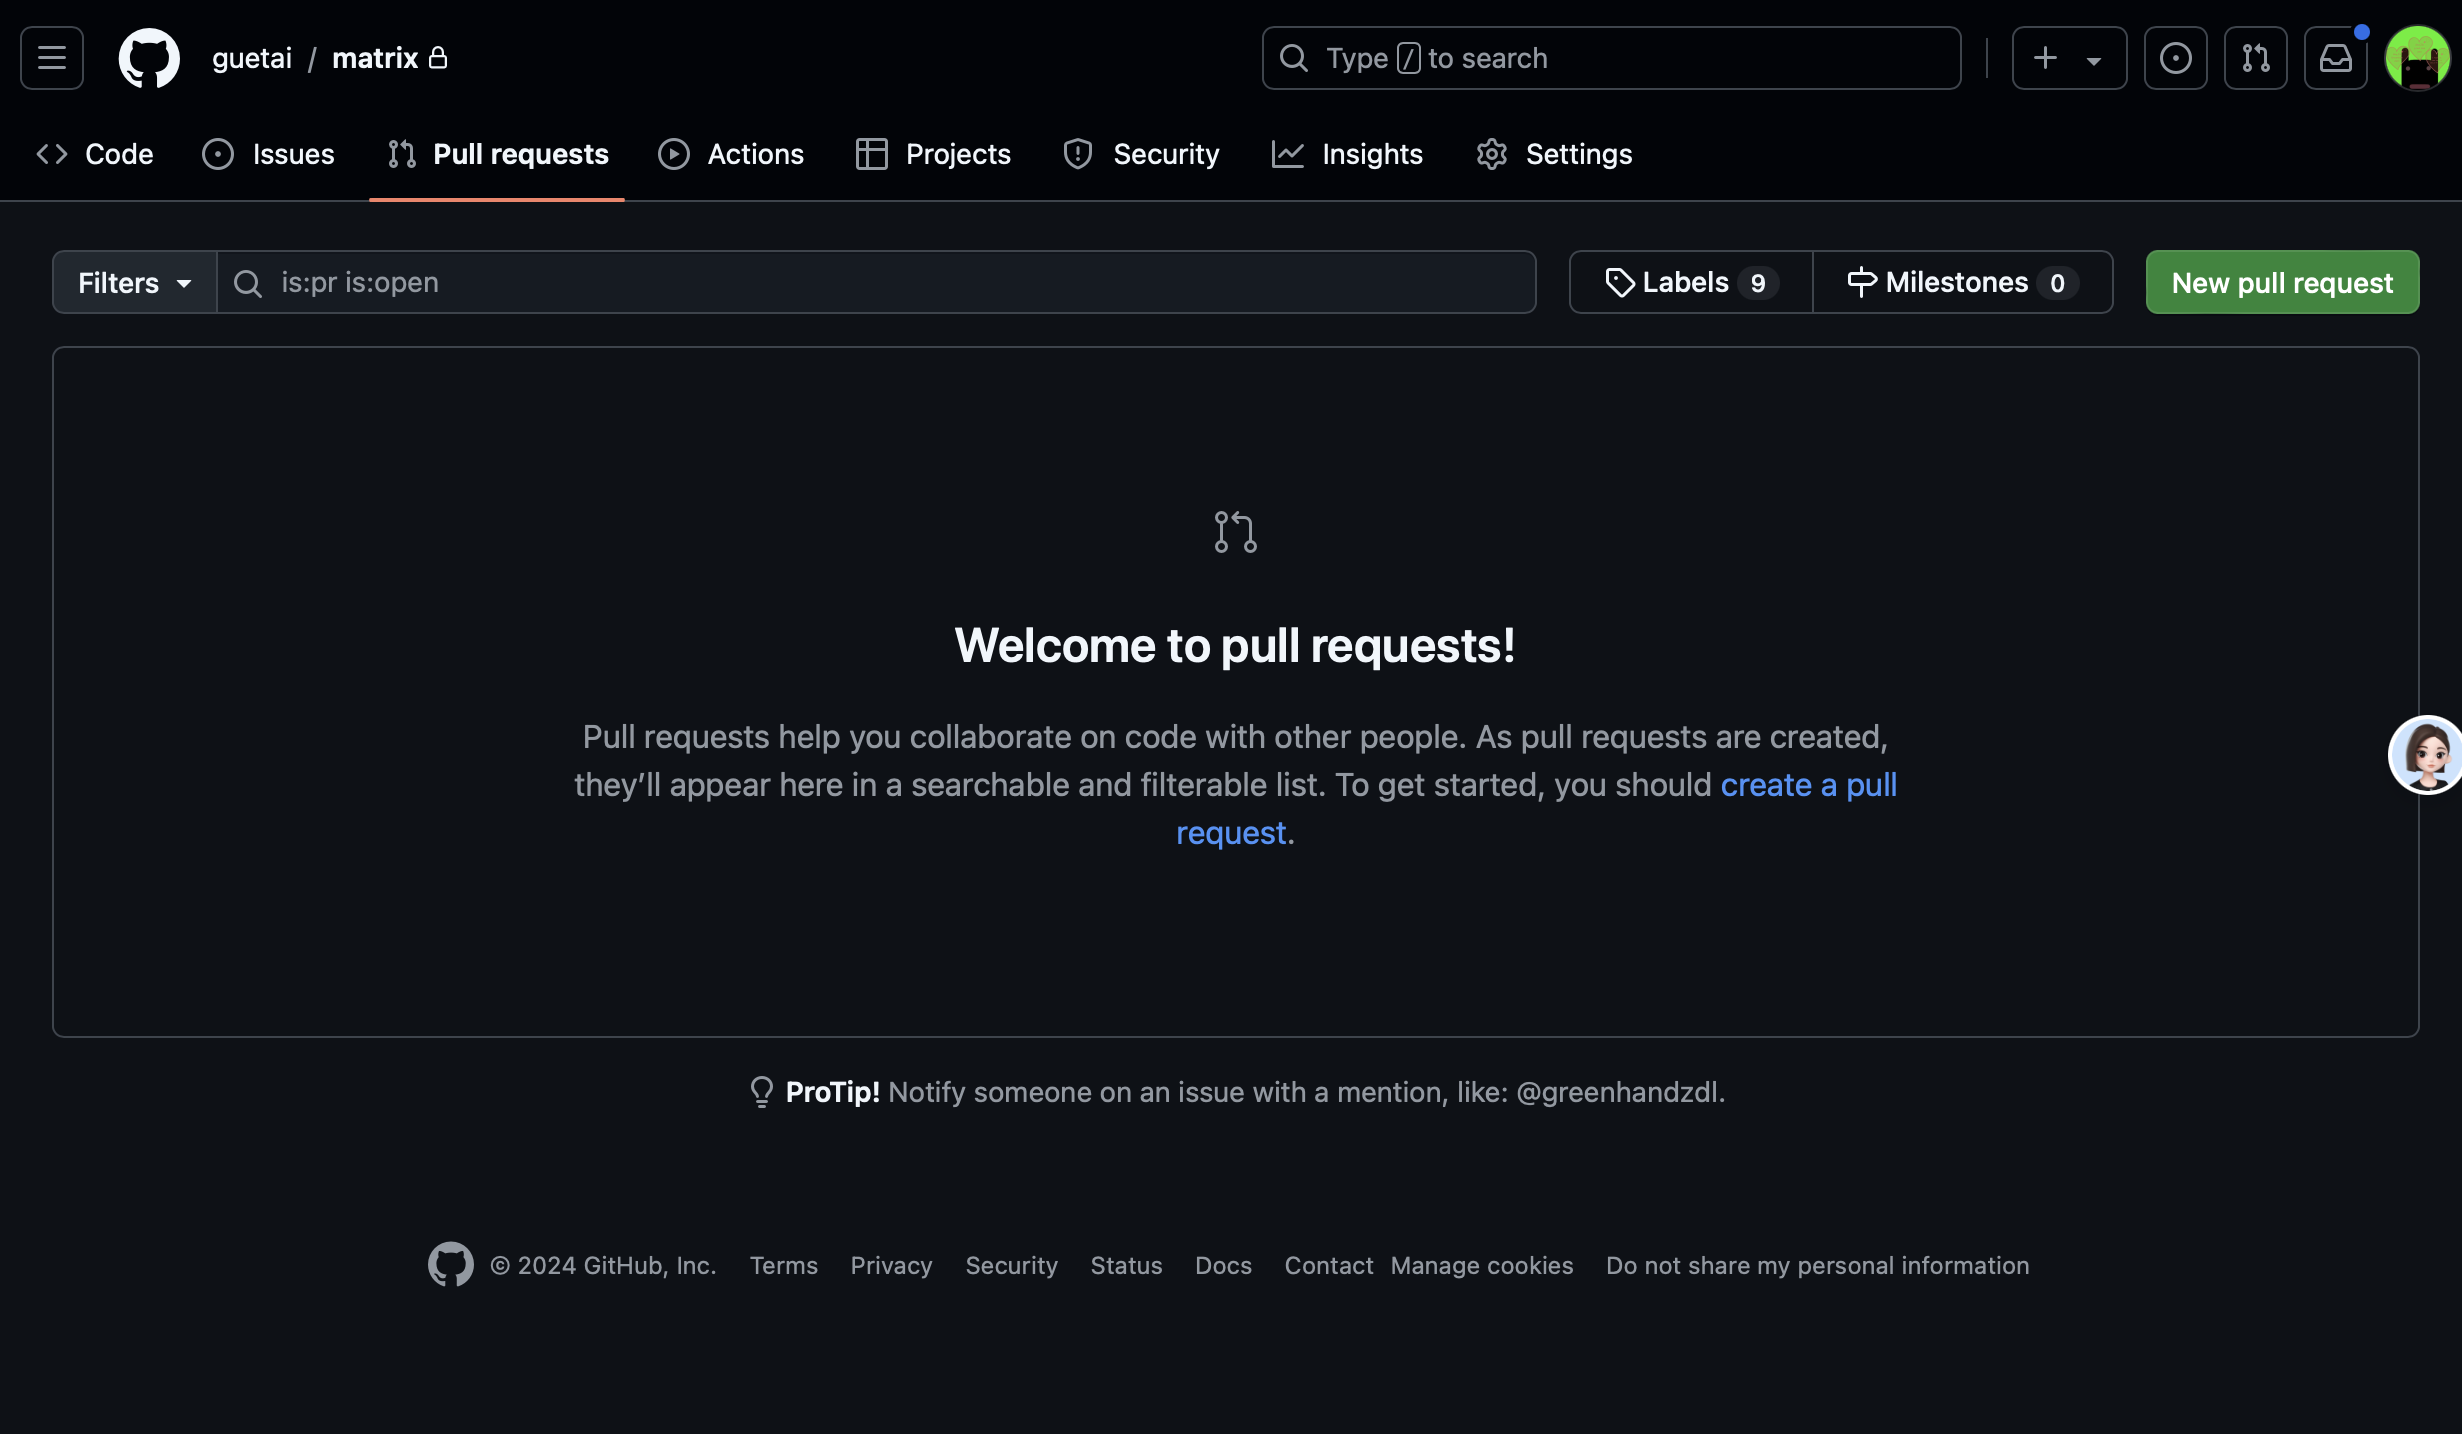 guetai / matrix
Type / to search
Code Issues Pull requests Actions Projects Security Insights Settings
Filters is:pr is:open Labels 9 Milestones 0 New pull request
Welcome to pull requests!
Pull requests help you collaborate on code with other people. As pull requests are created,
they’ll appear here in a searchable and filterable list. To get started, you should create a pull
request.
ProTip! Notify someone on an issue with a mention, like: @greenhandzdl.
© 2024 GitHub, Inc. Terms Privacy Security Status Docs Contact Manage cookies Do not share my personal information